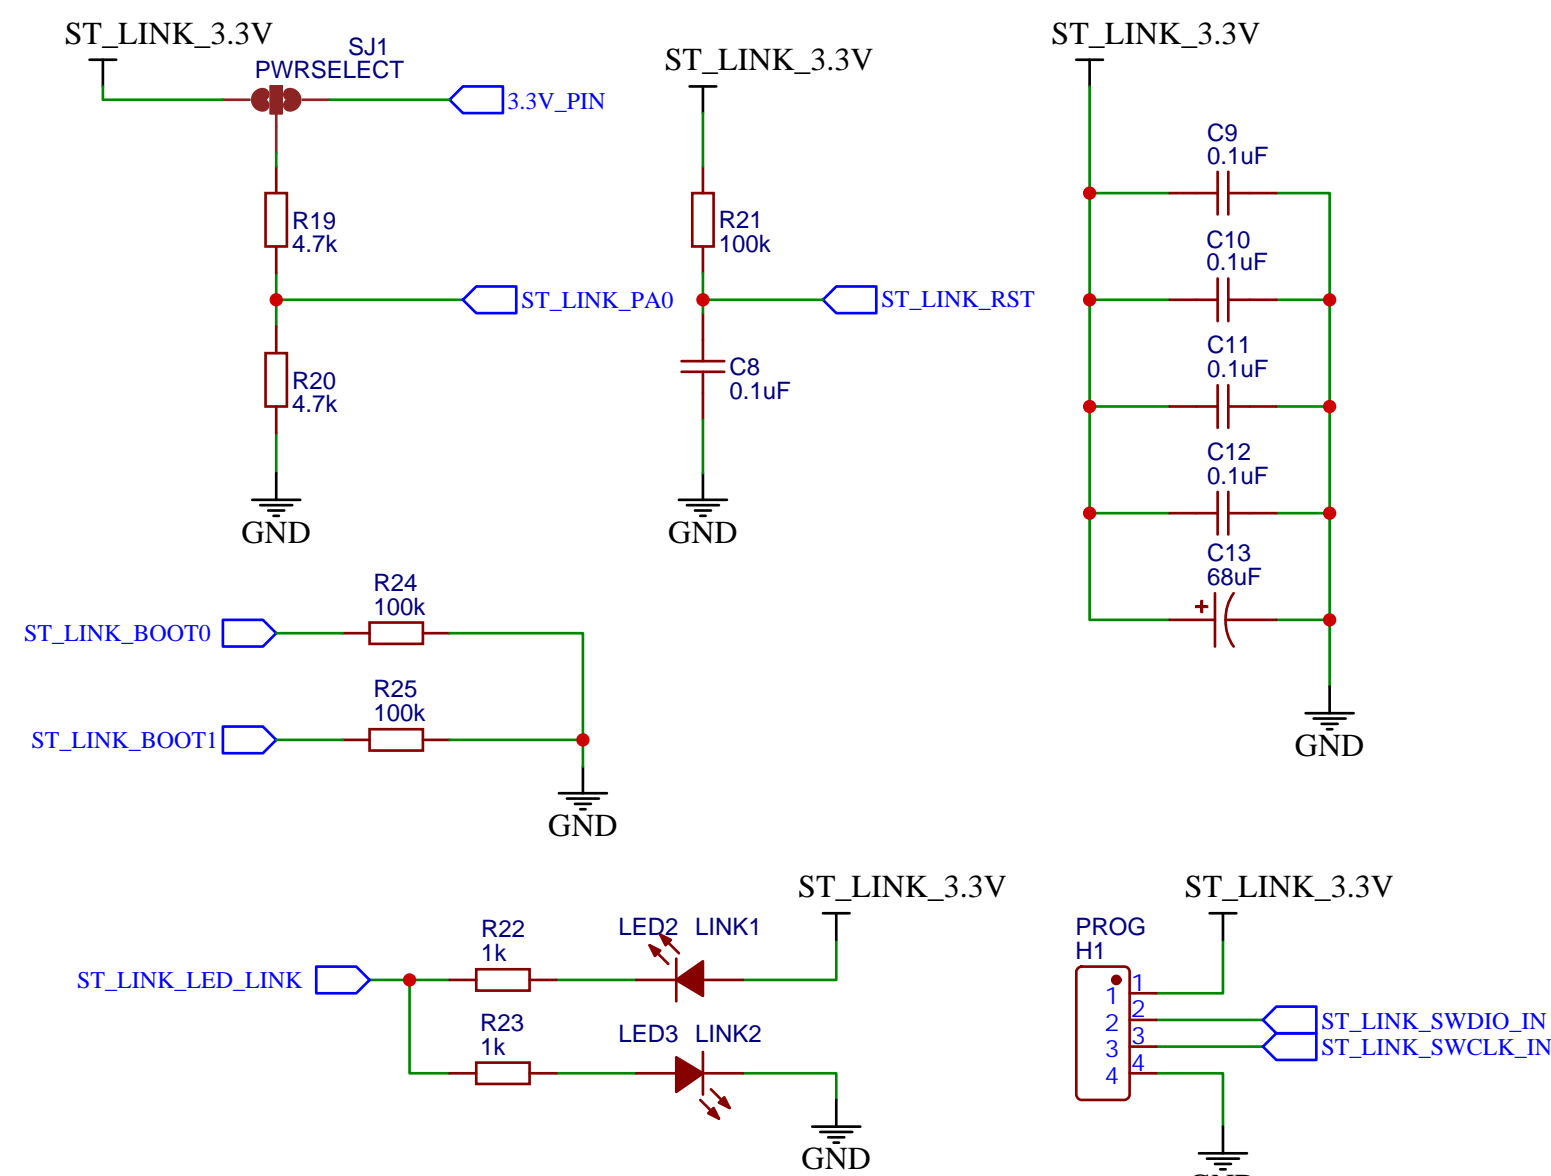 ST_LINK_3.3V
SJ1
PWRSELECT
3.3V_PIN
R19
4.7k
ST_LINK_PA0
R20
4.7k
GND
ST_LINK_3.3V
R21
100k
ST_LINK_RST
C8
0.1uF
GND
ST_LINK_3.3V
C9
0.1uF
C10
0.1uF
C11
0.1uF
C12
0.1uF
C13
68uF
+
GND
ST_LINK_BOOT0
R24
100k
ST_LINK_BOOT1
R25
100k
GND
ST_LINK_LED_LINK
R22
1k
LED2 LINK1
ST_LINK_3.3V
R23
1k
LED3 LINK2
GND
ST_LINK_3.3V
PROG
H1
1 1
2 2
ST_LINK_SWDIO_IN
3 3
ST_LINK_SWCLK_IN
4 4